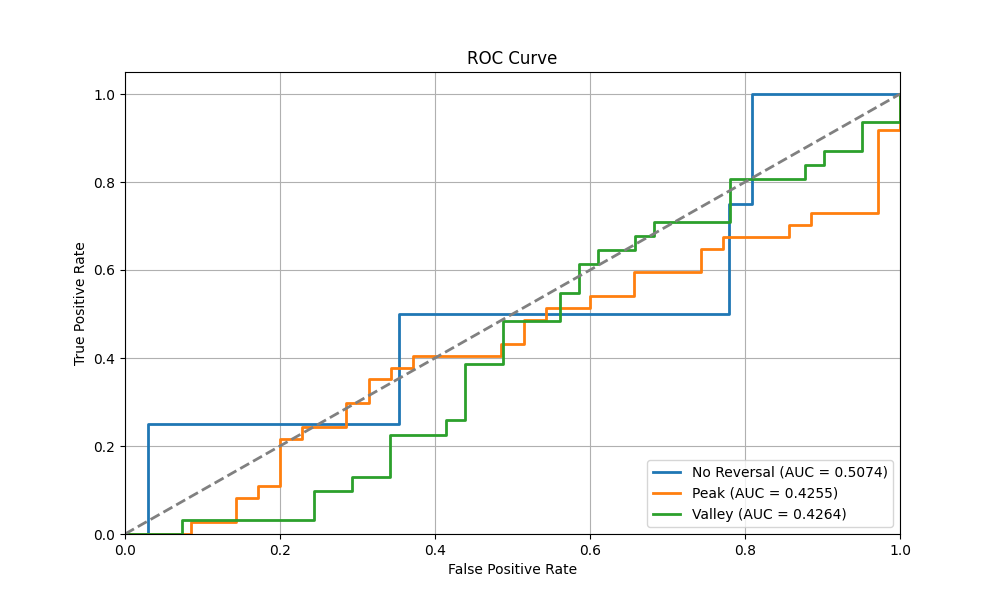 ROC Curve
True Positive Rate
1.0
0.8
0.6
0.4
0.2
0.0
No Reversal (AUC = 0.5074)
Peak (AUC = 0.4255)
Valley (AUC = 0.4264)
0.0 0.2 0.4 0.6 0.8 1.0
False Positive Rate